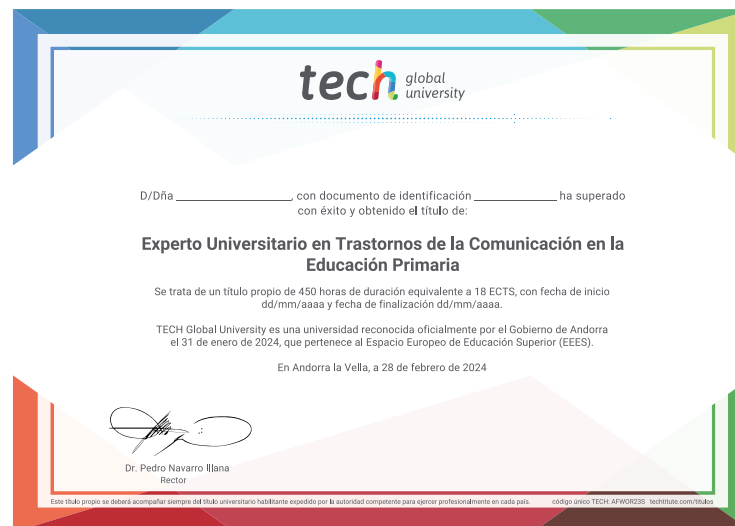 tech global
university
D/Dña ____________________, con documento de identificación ______________ ha superado
con éxito y obtenido el título de:
Experto Universitario en Trastornos de la Comunicación en la
Educación Primaria
Se trata de un título propio de 450 horas de duración equivalente a 18 ECTS, con fecha de inicio
dd/mm/aaaa y fecha de finalización dd/mm/aaaa.
TECH Global University es una universidad reconocida oficialmente por el Gobierno de Andorra
el 31 de enero de 2024, que pertenece al Espacio Europeo de Educación Superior (EEES).
En Andorra la Vella, a 28 de febrero de 2024
Dr. Pedro Navarro Illana
Rector
Este título propio se deberá acompañar siempre del título universitario habilitante expedido por la autoridad competente para ejercer profesionalmente en cada país. código único TECH: AFWOR23S techtitute.com/titulos